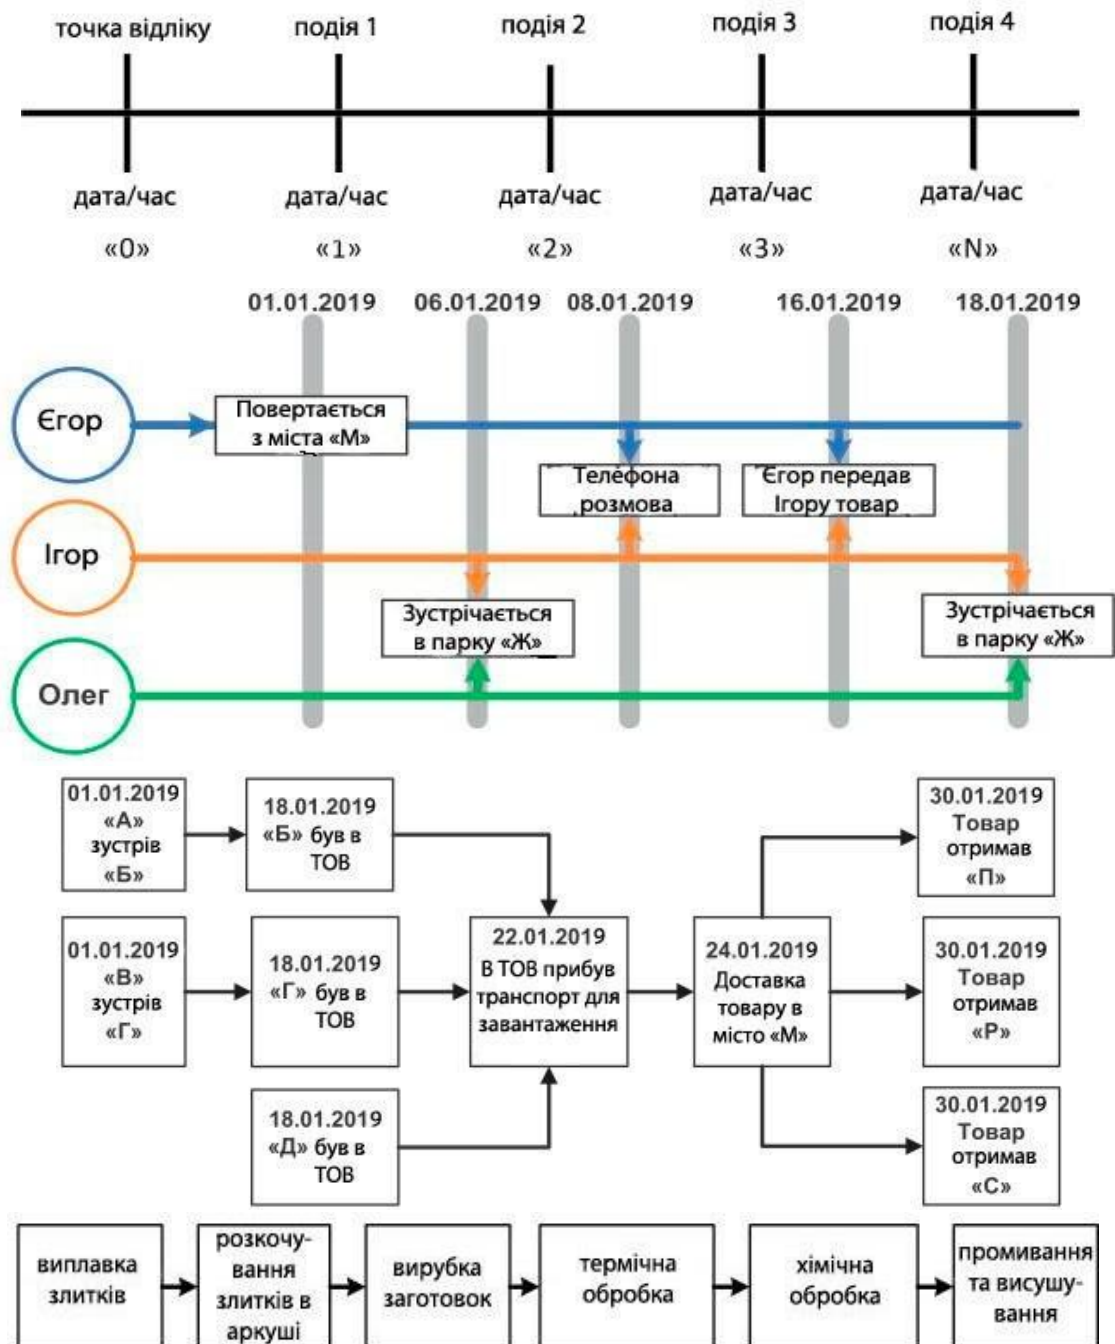 точка відліку подія 1 подія 2 подія 3 подія 4
дата/час дата/час дата/час дата/час дата/час
«0» «1» «2» «3» «N»
01.01.2019 06.01.2019 08.01.2019 16.01.2019 18.01.2019
Єгор
Повертається
з міста «М»
Телефона
розмова
Єгор передав
Ігору товар
Ігор
Зустрічається
в парку «Ж»
Зустрічається
в парку «Ж»
Олег
01.01.2019
«А»
зустрів
«Б»
18.01.2019
«Б» був в
ТОВ
30.01.2019
Товар
отримав
«П»
01.01.2019
«В»
зустрів
«Г»
18.01.2019
«Г» був в
ТОВ
22.01.2019
В ТОВ прибув
транспорт для
завантаження
24.01.2019
Доставка
товару в
місто «М»
30.01.2019
Товар
отримав
«Р»
18.01.2019
«Д» був в
ТОВ
30.01.2019
Товар
отримав
«С»
виплавка
злитків
розкочу-
вання
злитків в
аркуші
вирубка
заготовок
термічна
обробка
хімічна
обробка
промивання
та висушу-
вання